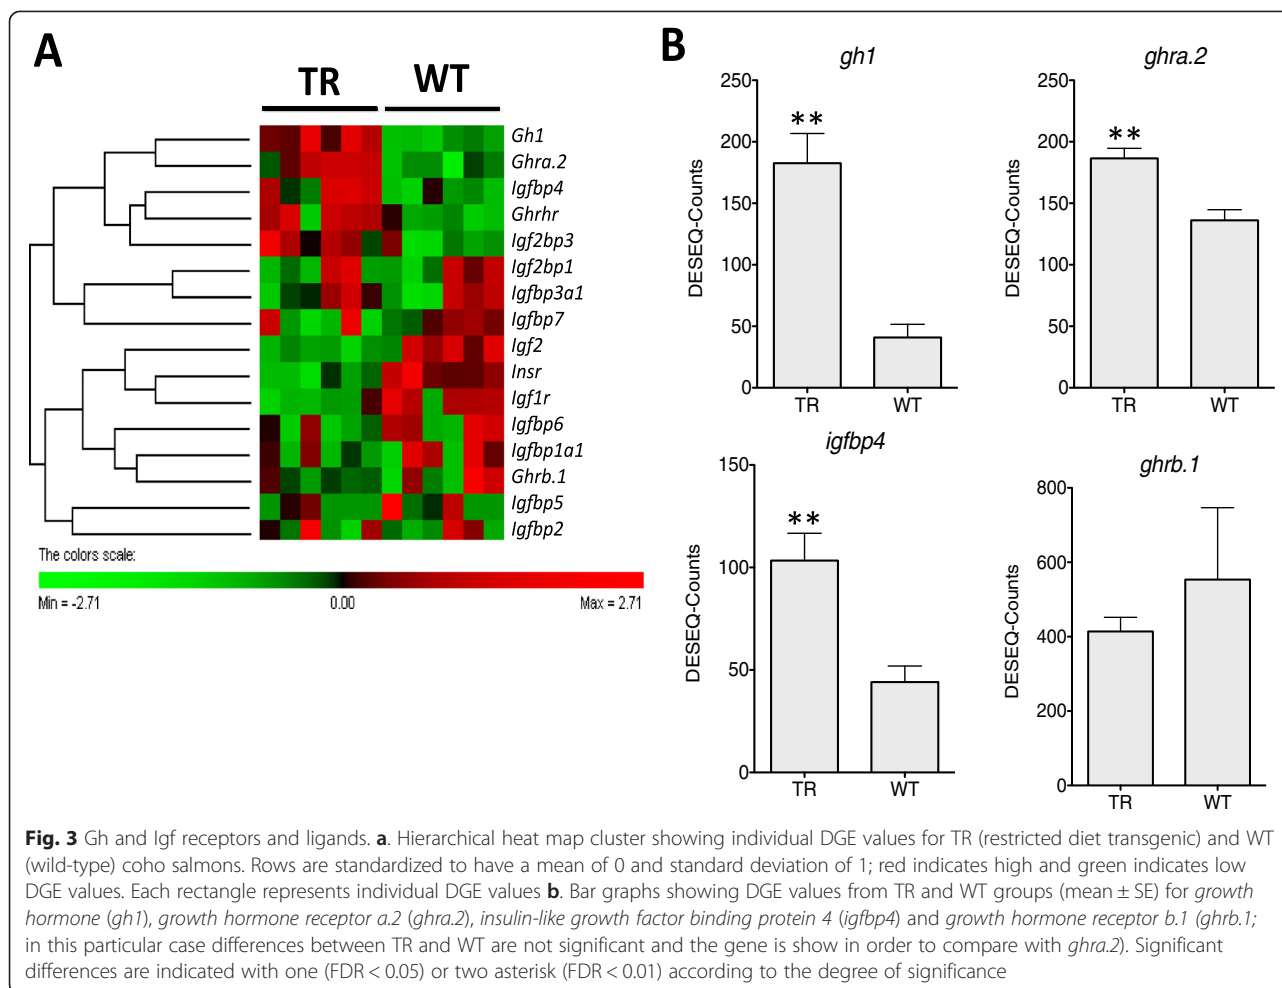 A
TR WT
Gh1
Ghra.2
Igfbp4
Ghrhr
Igf2bp3
Igf2bp1
Igfbp3a1
Igfbp7
Igf2
Insr
Igf1r
Igfbp6
Igfbp1a1
Ghrb.1
Igfbp5
Igfbp2
The colors scale:
Min = -2.71 0.00 Max = 2.71
B
gh1
DESEQ-Counts
250
200
150
100
50
0
**
TR WT
ghra.2
DESEQ-Counts
250
200
150
100
50
0
**
TR WT
igfbp4
DESEQ-Counts
150
100
50
0
**
TR WT
ghrb.1
DESEQ-Counts
800
600
400
200
0
TR WT
Fig. 3 Gh and Igf receptors and ligands. a. Hierarchical heat map cluster showing individual DGE values for TR (restricted diet transgenic) and WT
(wild-type) coho salmons. Rows are standardized to have a mean of 0 and standard deviation of 1; red indicates high and green indicates low
DGE values. Each rectangle represents individual DGE values b. Bar graphs showing DGE values from TR and WT groups (mean ± SE) for growth
hormone (gh1), growth hormone receptor a.2 (ghra.2), insulin-like growth factor binding protein 4 (igfbp4) and growth hormone receptor b.1 (ghrb.1;
in this particular case differences between TR and WT are not significant and the gene is show in order to compare with ghra.2). Significant
differences are indicated with one (FDR < 0.05) or two asterisk (FDR < 0.01) according to the degree of significance